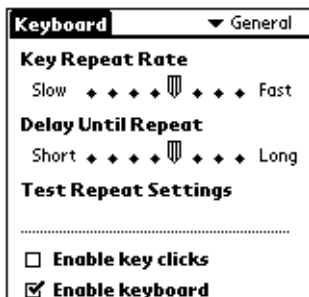 Keyboard General
Key Repeat Rate
Slow Fast
Delay Until Repeat
Short Long
Test Repeat Settings
Enable key clicks
Enable keyboard